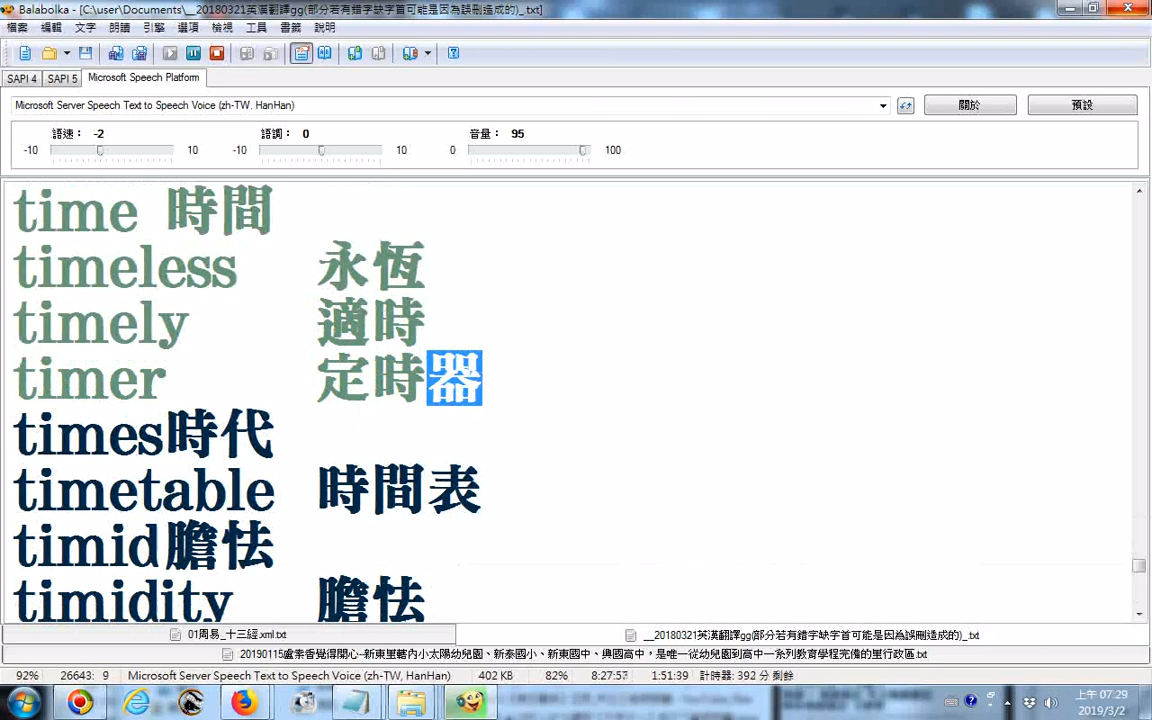 Balabolka - [C:\user\Documents\__20180321英漢翻譯gg(部分若有錯字缺字首可能是因為誤刪造成的)_.txt]
檔案 編輯 文字 朗讀 引擎 選項 檢視 工具 書籤 說明
SAPI 4 SAPI 5 Microsoft Speech Platform
Microsoft Server Speech Text to Speech Voice (zh-TW, HanHan) 關於 預設
語速： -2 語調： 0 音量： 95
-10 10 -10 10 0 100
time 時間
timeless 永恆
timely 適時
timer 定時器
times時代
timetable 時間表
timid膽怯
timidity 膽怯
01周易_十三經.xml.txt __20180321英漢翻譯gg(部分若有錯字缺字首可能是因為誤刪造成的)_.txt
20190115盧素香覺得開心-新東里轄內小太陽幼兒園、新泰國小、新東國中、興國高中，是唯一從幼兒園到高中一系列教育學程完備的里行政區.txt
92% 26643: 9 Microsoft Server Speech Text to Speech Voice (zh-TW, HanHan) 402 KB 82% 8:27:53 1:51:39 計時器: 392 分 剩餘
上午 07:29
2019/3/2